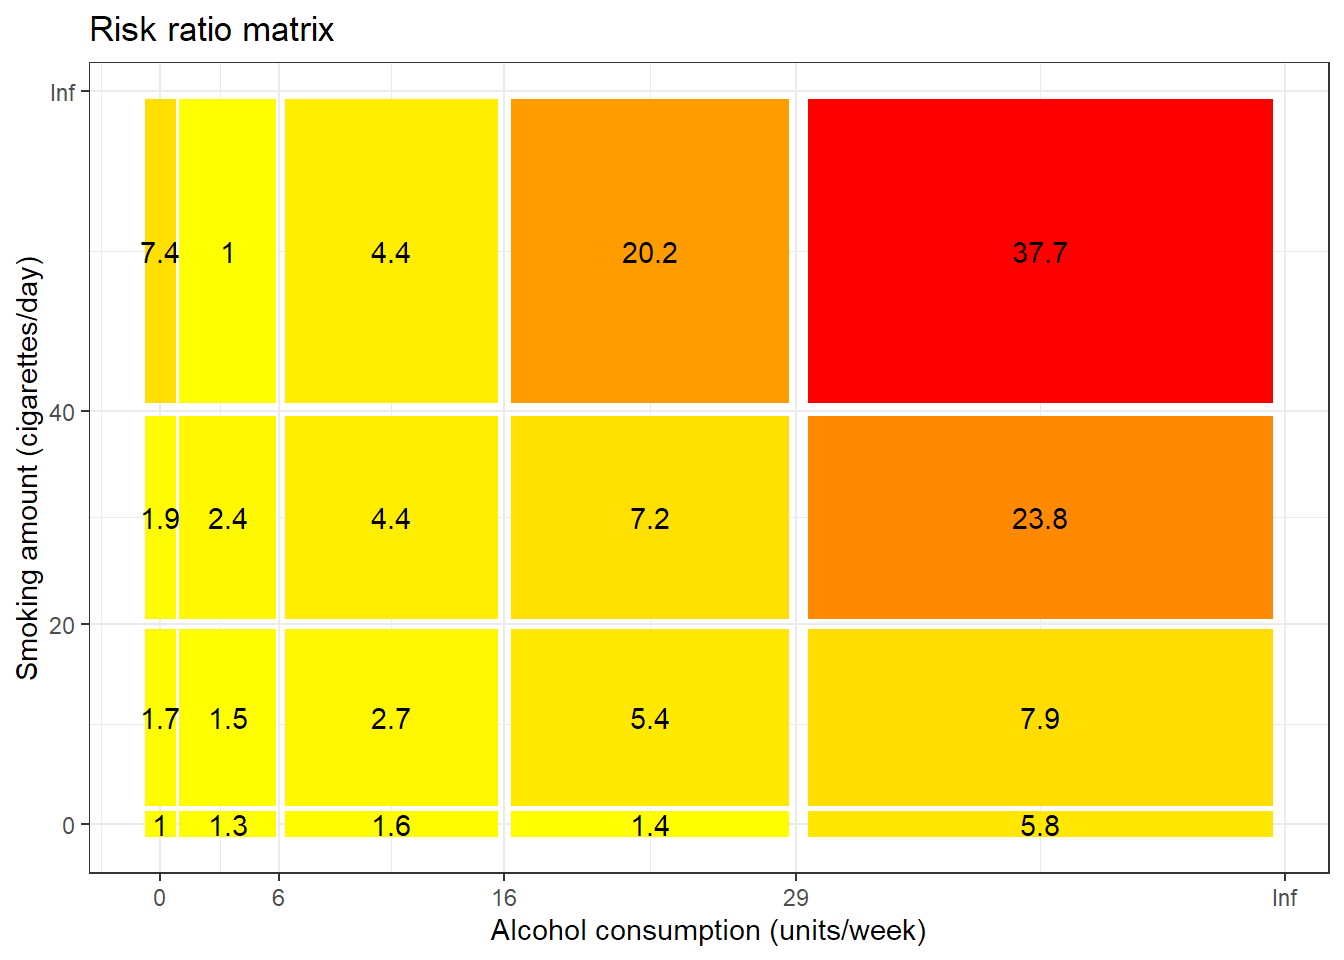 Risk ratio matrix
Smoking amount (cigarettes/day)
Inf
7.4 1 4.4 20.2 37.7
40
1.9 2.4 4.4 7.2 23.8
20
1.7 1.5 2.7 5.4 7.9
0
1 1.3 1.6 1.4 5.8
0 6 16 29 Inf
Alcohol consumption (units/week)